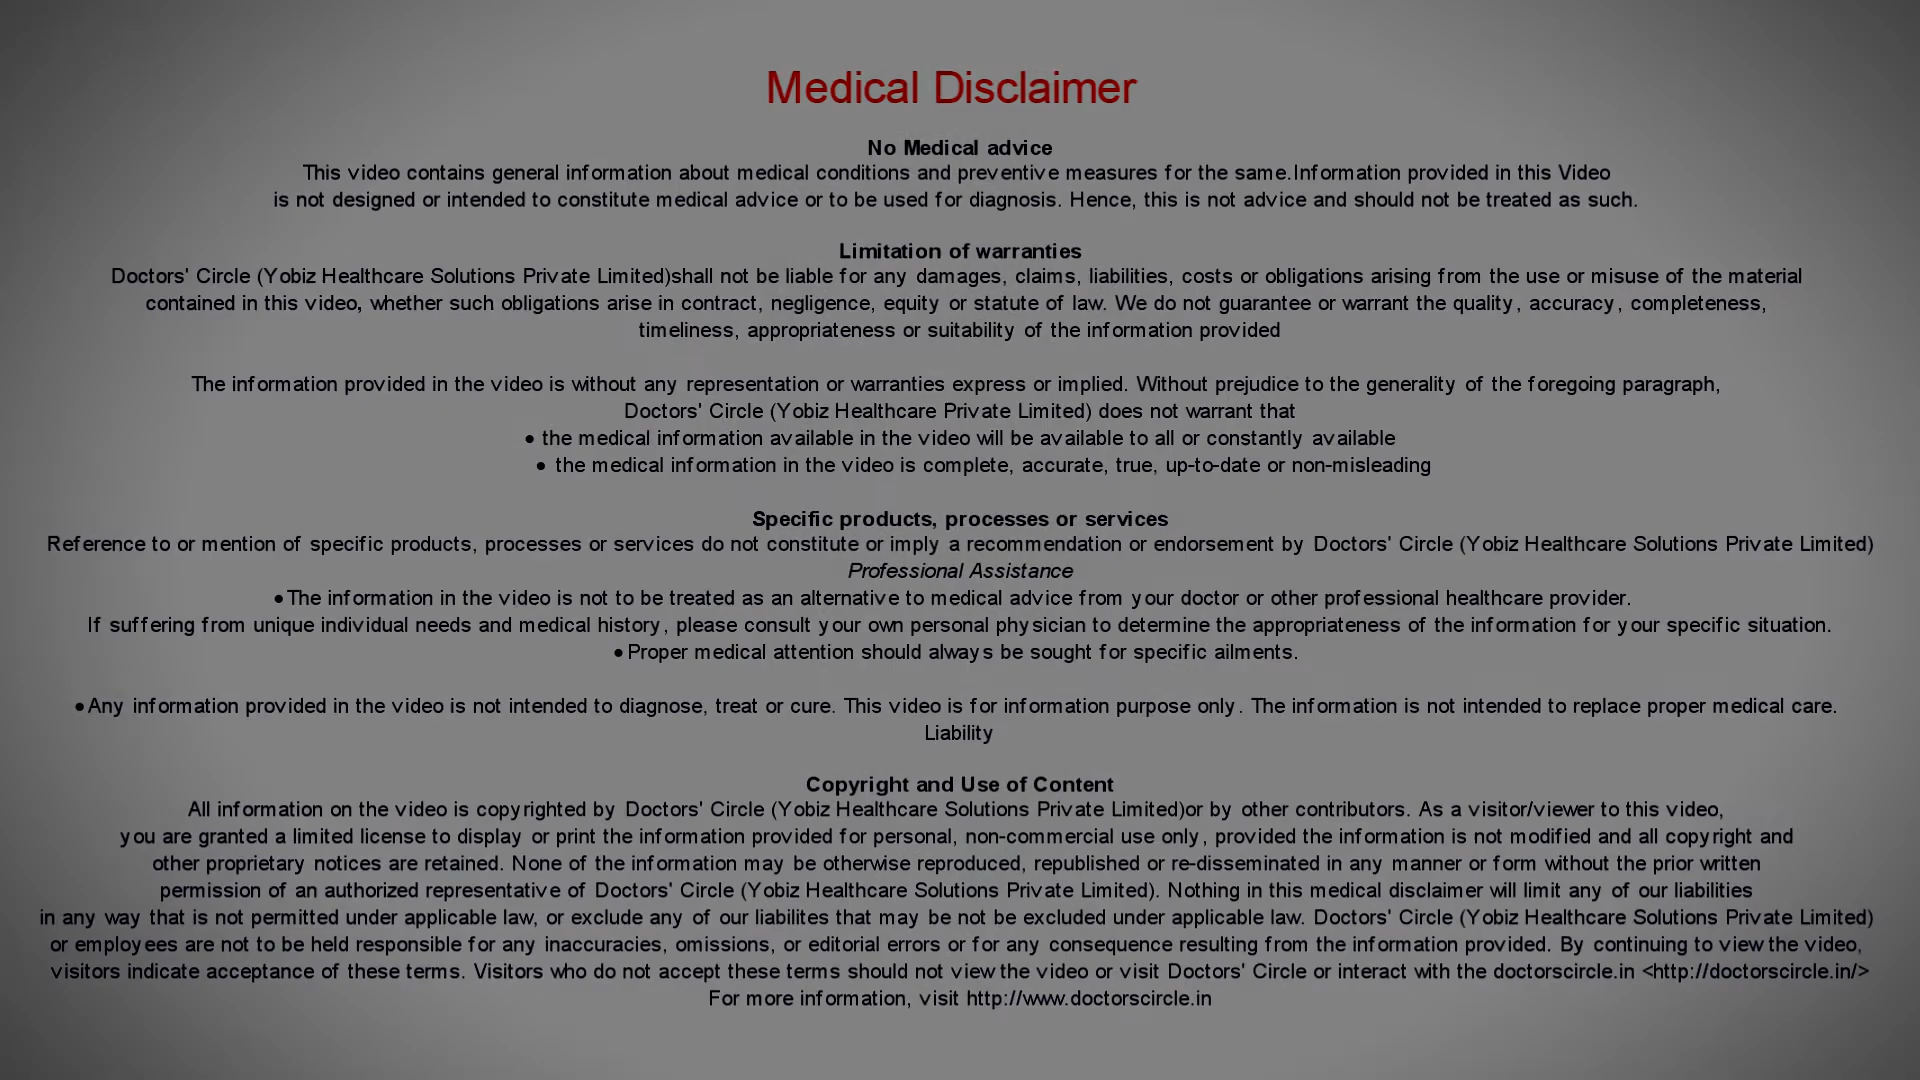 Medical Disclaimer
No Medical advice
This video contains general information about medical conditions and preventive measures for the same.Information provided in this Video
is not designed or intended to constitute medical advice or to be used for diagnosis. Hence, this is not advice and should not be treated as such.
Limitation of warranties
Doctors' Circle (Yobiz Healthcare Solutions Private Limited)shall not be liable for any damages, claims, liabilities, costs or obligations arising from the use or misuse of the material
contained in this video, whether such obligations arise in contract, negligence, equity or statute of law. We do not guarantee or warrant the quality, accuracy, completeness,
timeliness, appropriateness or suitability of the information provided
The information provided in the video is without any representation or warranties express or implied. Without prejudice to the generality of the foregoing paragraph,
Doctors' Circle (Yobiz Healthcare Private Limited) does not warrant that
• the medical information available in the video will be available to all or constantly available
• the medical information in the video is complete, accurate, true, up-to-date or non-misleading
Specific products, processes or services
Reference to or mention of specific products, processes or services do not constitute or imply a recommendation or endorsement by Doctors' Circle (Yobiz Healthcare Solutions Private Limited)
Professional Assistance
•The information in the video is not to be treated as an alternative to medical advice from your doctor or other professional healthcare provider.
If suffering from unique individual needs and medical history, please consult your own personal physician to determine the appropriateness of the information for your specific situation.
•Proper medical attention should always be sought for specific ailments.
•Any information provided in the video is not intended to diagnose, treat or cure. This video is for information purpose only. The information is not intended to replace proper medical care.
Liability
Copyright and Use of Content
All information on the video is copyrighted by Doctors' Circle (Yobiz Healthcare Solutions Private Limited)or by other contributors. As a visitor/viewer to this video,
you are granted a limited license to display or print the information provided for personal, non-commercial use only, provided the information is not modified and all copyright and
other proprietary notices are retained. None of the information may be otherwise reproduced, republished or re-disseminated in any manner or form without the prior written
permission of an authorized representative of Doctors' Circle (Yobiz Healthcare Solutions Private Limited). Nothing in this medical disclaimer will limit any of our liabilities
in any way that is not permitted under applicable law, or exclude any of our liabilites that may be not be excluded under applicable law. Doctors' Circle (Yobiz Healthcare Solutions Private Limited)
or employees are not to be held responsible for any inaccuracies, omissions, or editorial errors or for any consequence resulting from the information provided. By continuing to view the video,
visitors indicate acceptance of these terms. Visitors who do not accept these terms should not view the video or visit Doctors' Circle or interact with the doctorscircle.in <http://doctorscircle.in/>
For more information, visit http://www.doctorscircle.in